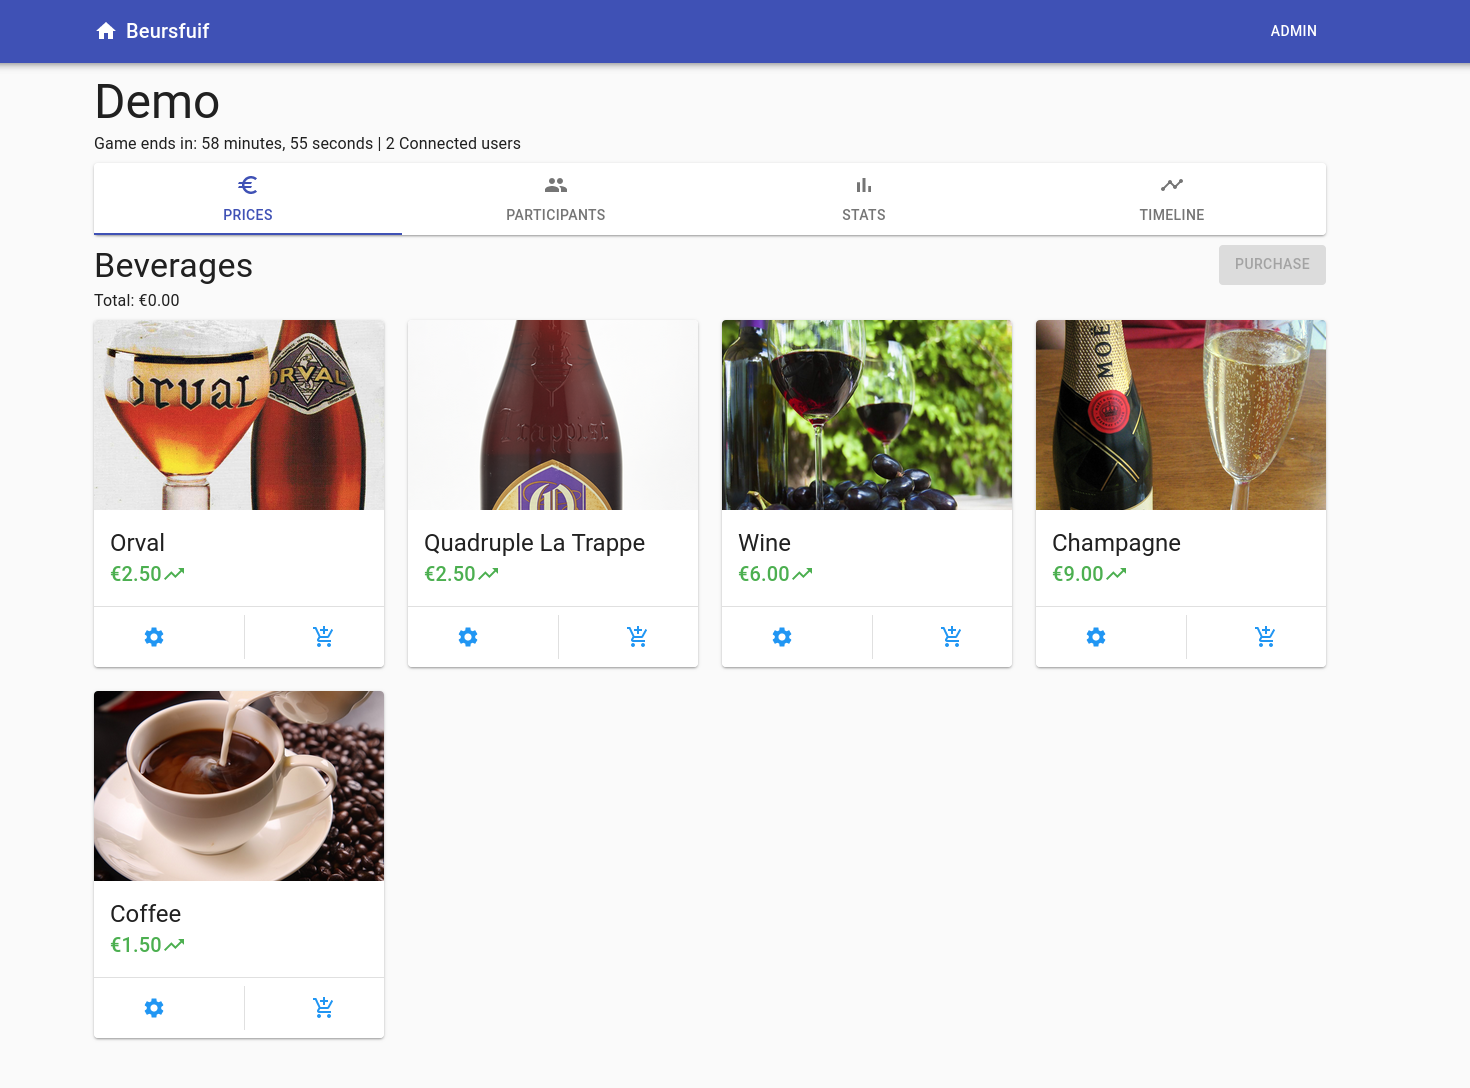 Beursfuif
ADMIN
Demo
Game ends in: 58 minutes, 55 seconds | 2 Connected users
PRICES
PARTICIPANTS
STATS
TIMELINE
Beverages
PURCHASE
Total: €0.00
orval
ORVAL
Trappist
MOË
Orval
€2.50
Quadruple La Trappe
€2.50
Wine
€6.00
Champagne
€9.00
Coffee
€1.50